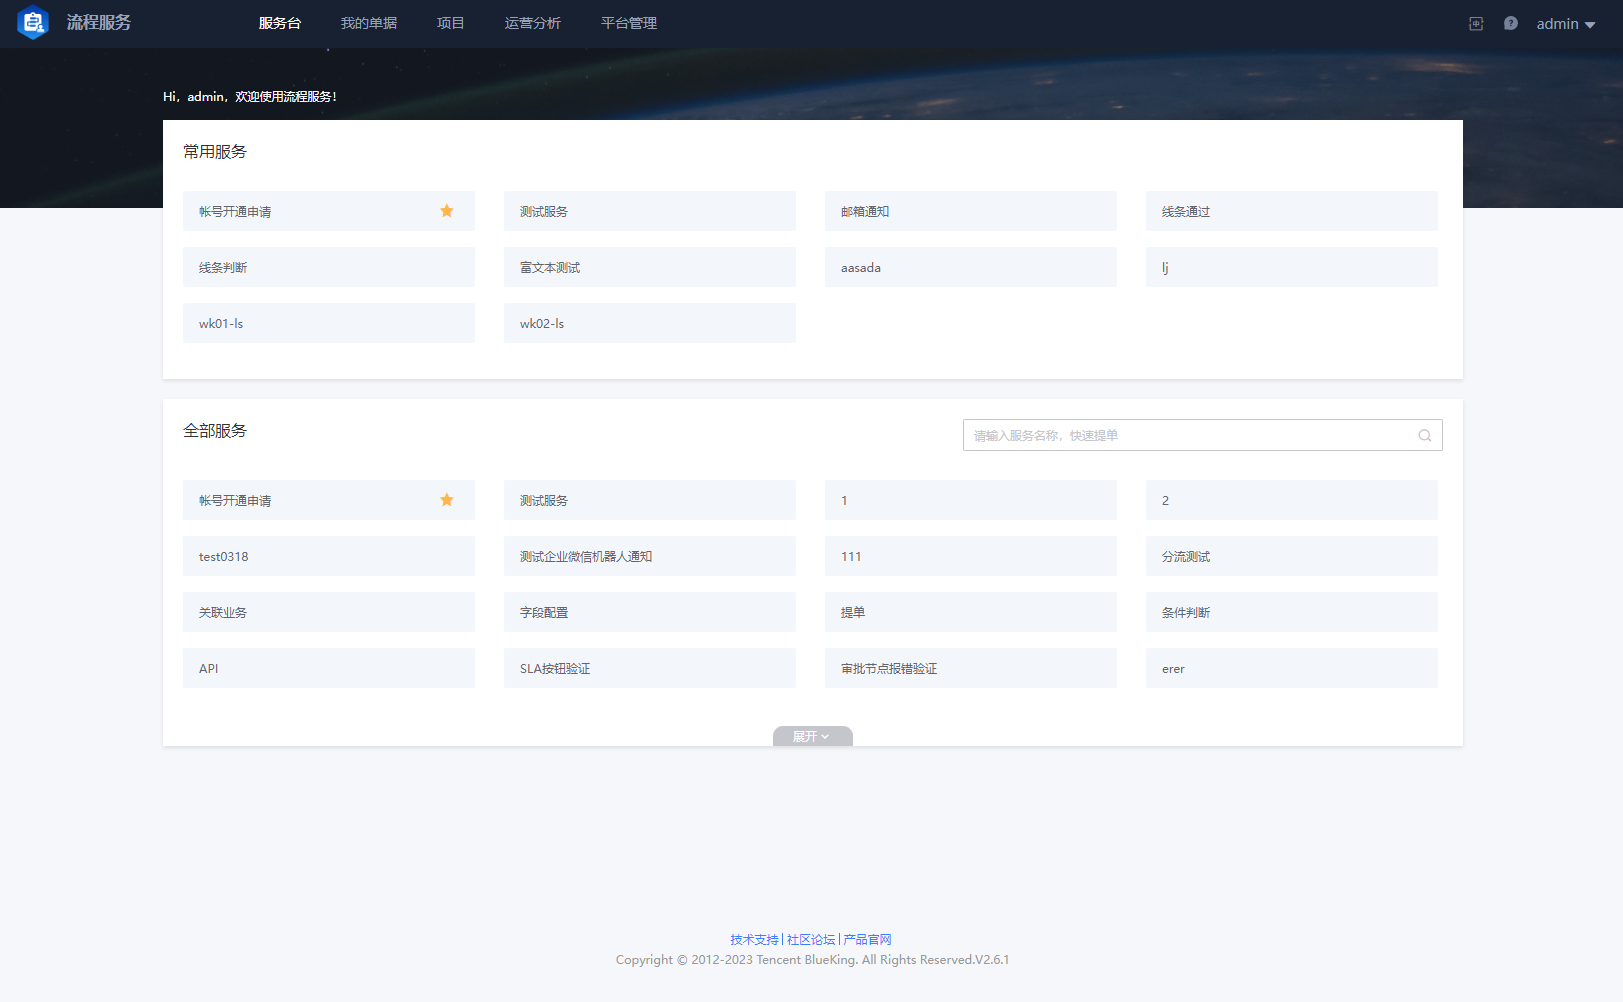 流程服务 服务台 我的单据 项目 运营分析 平台管理 admin
Hi，admin，欢迎使用流程服务！
常用服务
帐号开通申请 测试服务 邮箱通知 线条通过
线条判断 富文本测试 aasada lj
wk01-ls wk02-ls
全部服务 请输入服务名称，快速提单
帐号开通申请 测试服务 1 2
test0318 测试企业微信机器人通知 111 分流测试
关联业务 字段配置 提单 条件判断
API SLA按钮验证 审批节点报错验证 erer
展开
技术支持|社区论坛|产品官网
Copyright © 2012-2023 Tencent BlueKing. All Rights Reserved.V2.6.1